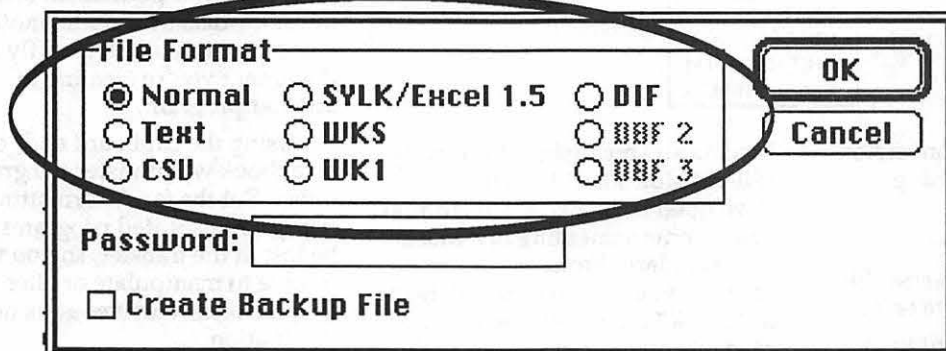 File Format
Normal SYLK/Excel 1.5 DIF
Text WKS DBF 2
CSV WK1 DBF 3
Password:
Create Backup File
OK
Cancel